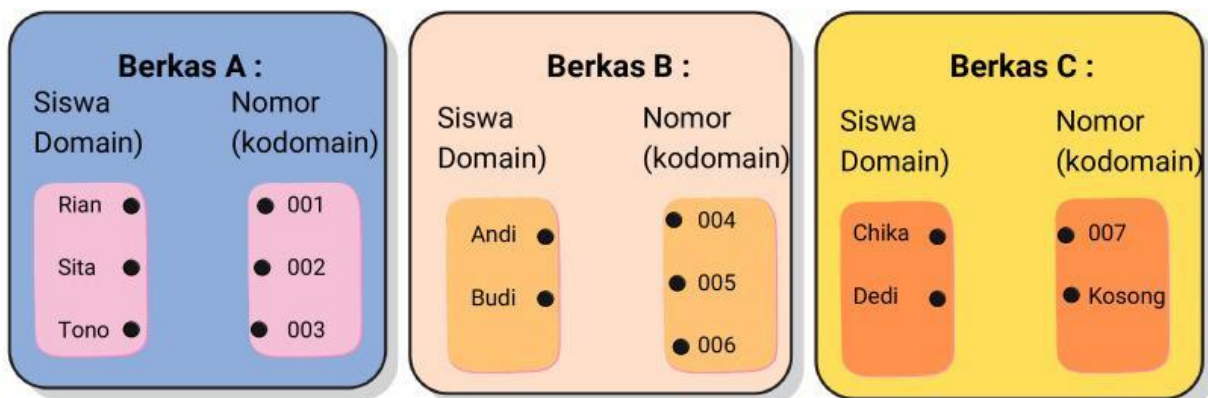 Berkas A :
Siswa
Domain)
Nomor
(kodomain)
Rian
Sita
Tono
001
002
003
Berkas B :
Siswa
Domain)
Nomor
(kodomain)
Andi
Budi
004
005
006
Berkas C :
Siswa
Domain)
Nomor
(kodomain)
Chika
Dedi
007
Kosong